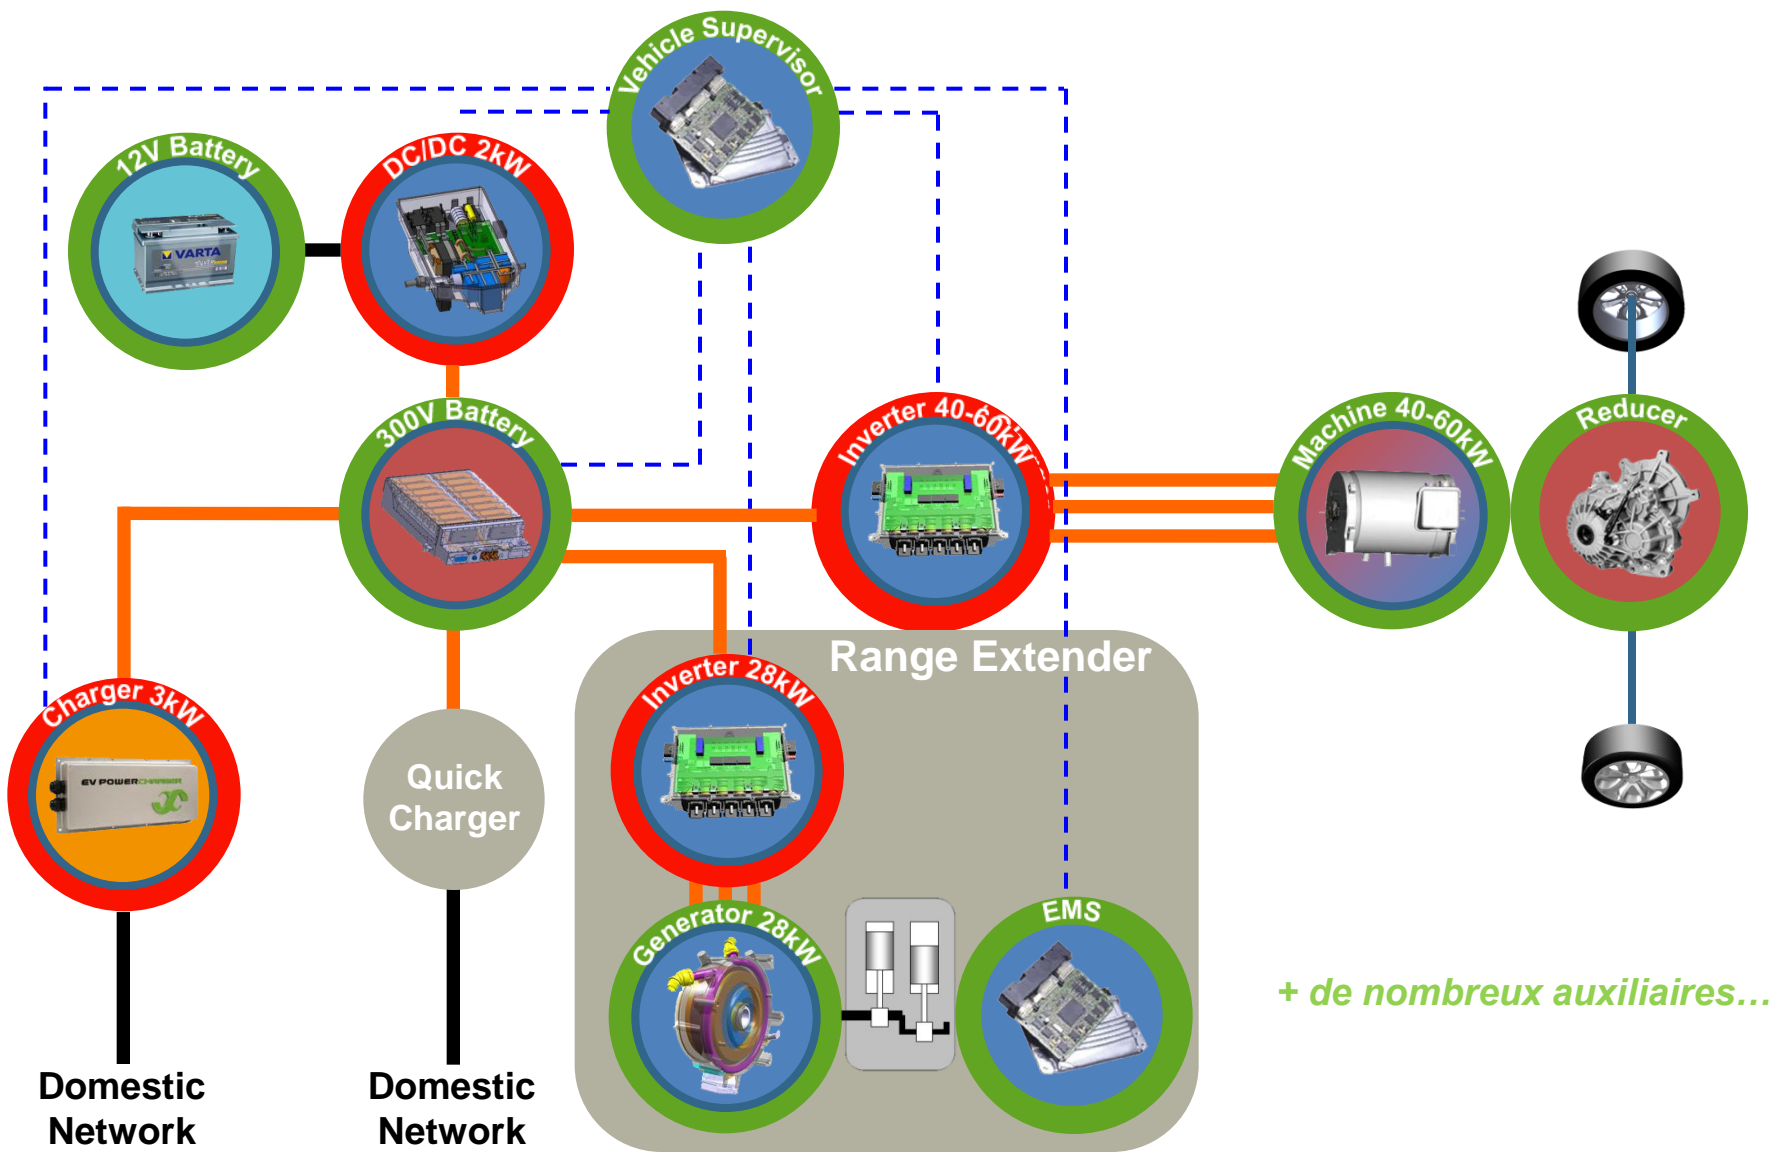 Vehicle Supervisor
12V Battery
DC/DC 2kW
VARTA
300V Battery
Inverter 40-60kW
Machine 40-60kW
Reducer
Range Extender
Charger 3kW
EV POWERCHARGER
Quick
Charger
Inverter 28kW
Generator 28kW
EMS
+ de nombreux auxiliaires...
Domestic
Network
Domestic
Network